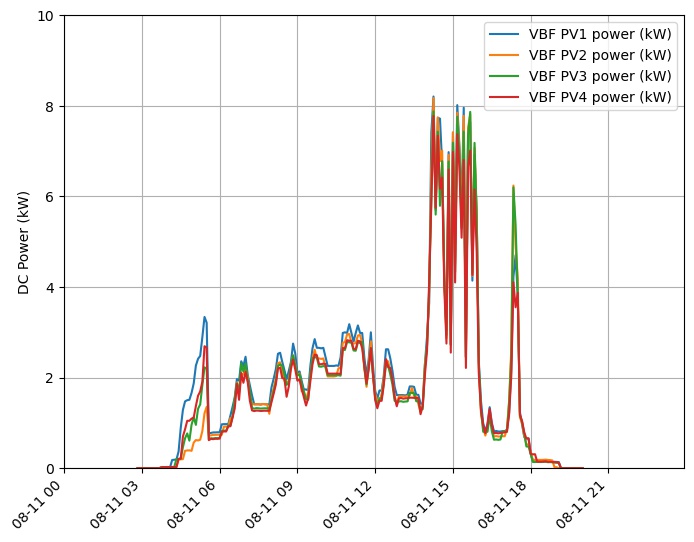 VBF PV1 power (kW)
VBF PV2 power (kW)
VBF PV3 power (kW)
VBF PV4 power (kW)
DC Power (kW)
10
8
6
4
2
0
08-11 00
08-11 03
08-11 06
08-11 09
08-11 12
08-11 15
08-11 18
08-11 21